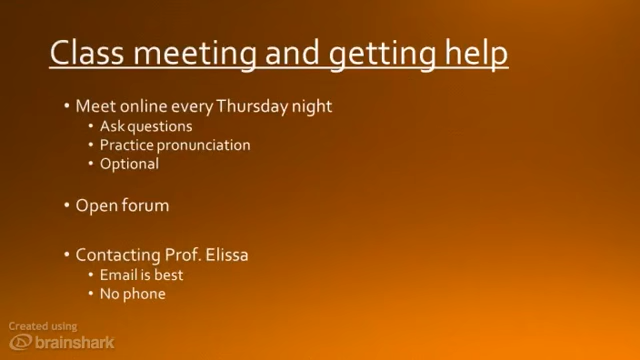 Class meeting and getting help
• Meet online every Thursday night
• Ask questions
• Practice pronunciation
• Optional
• Open forum
• Contacting Prof. Elissa
• Email is best
• No phone
Created using
brainshark